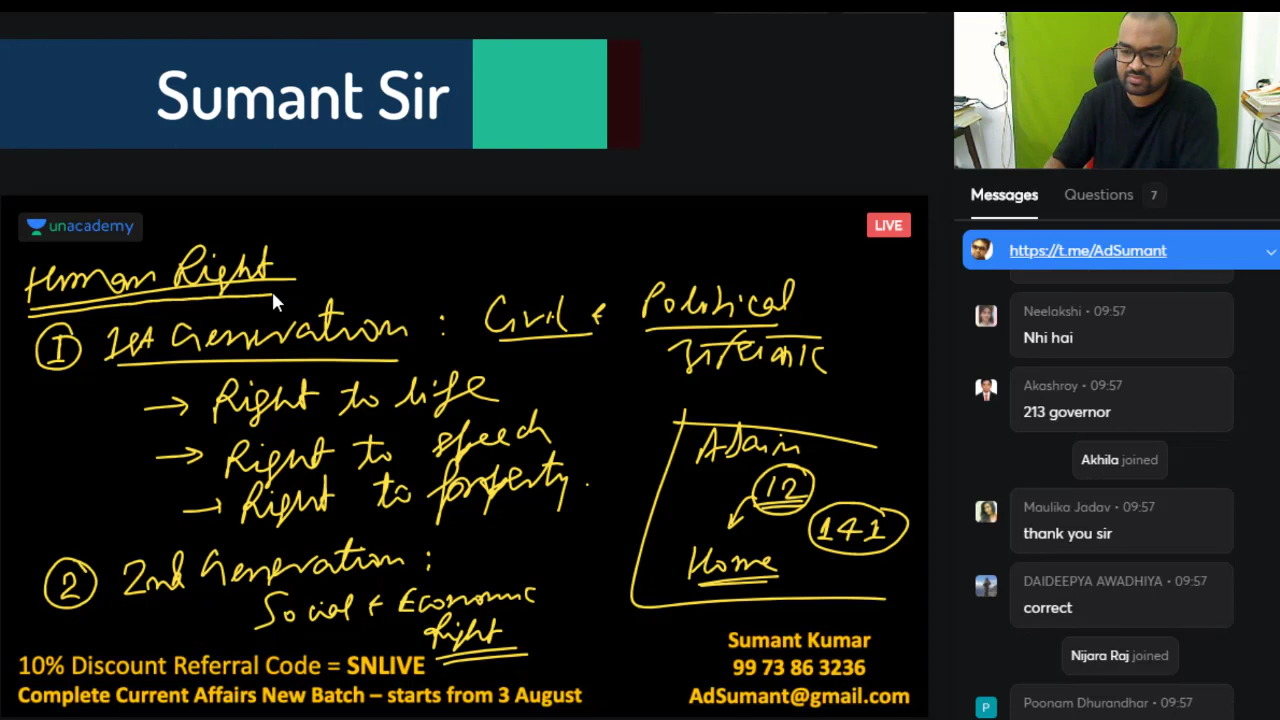 Sumant Sir
unacademy
LIVE
Human Right
1 1st Generation : Civil & Political
→ Right to life
→ Right to speech
→ Right to property.
12
141
Home
2 2nd Generation :
Social & Economic
Right
10% Discount Referral Code = SNLIVE
Complete Current Affairs New Batch – starts from 3 August
Sumant Kumar
99 73 86 3236
AdSumant@gmail.com
Messages Questions 7
https://t.me/AdSumant
Neelakshi 09:57
Nhi hai
Akashroy 09:57
213 governor
Akhila joined
Maulika Jadav 09:57
thank you sir
DAIDEEPYA AWADHIYA 09:57
correct
Nijara Raj joined
P
Poonam Dhurandhar 09:57